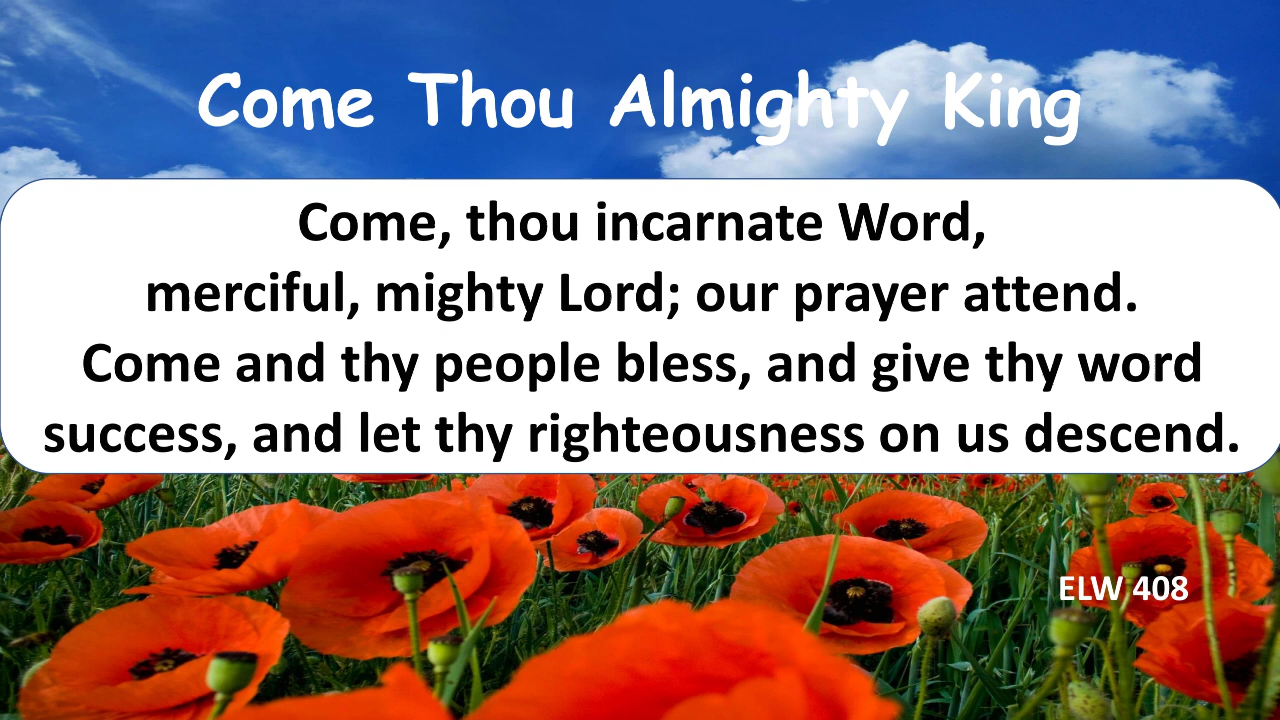 Come Thou Almighty King
Come, thou incarnate Word,
merciful, mighty Lord; our prayer attend.
Come and thy people bless, and give thy word
success, and let thy righteousness on us descend.
ELW 408